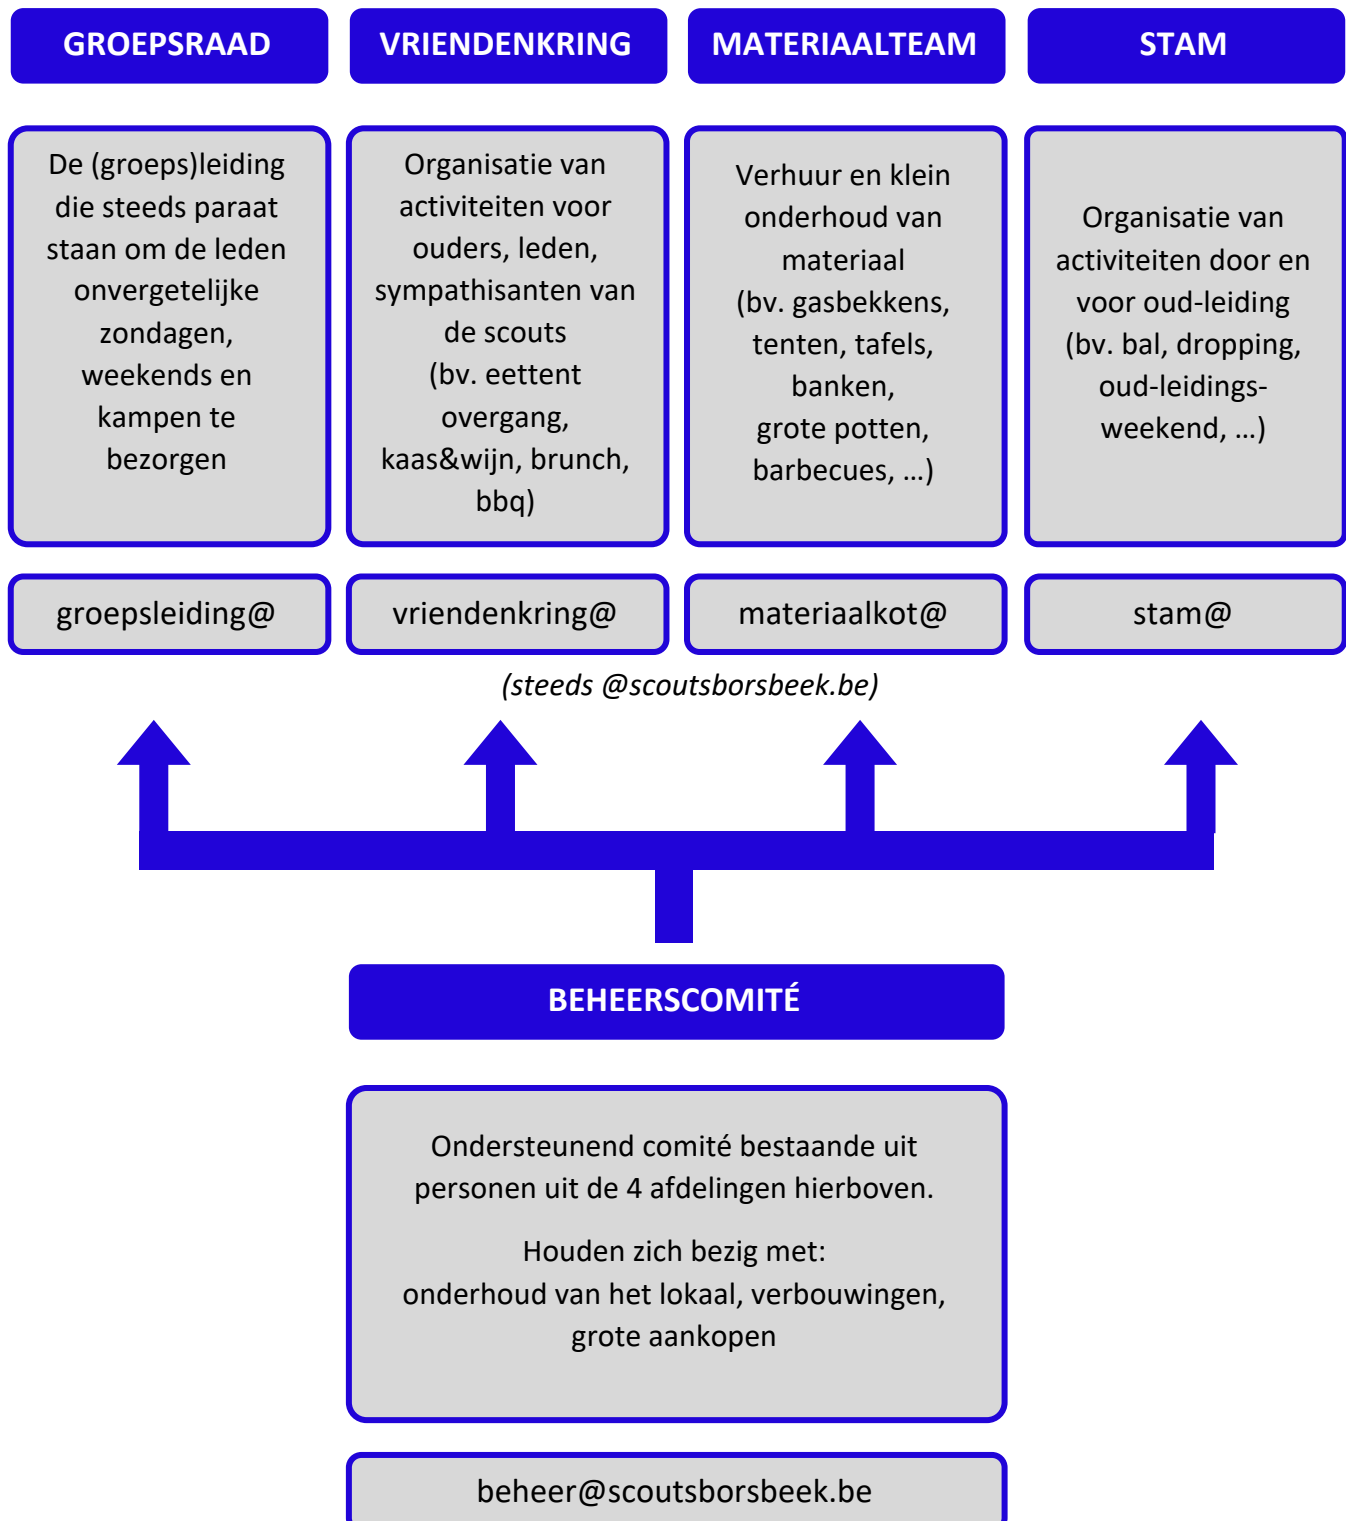 GROEPSRAAD
De (groeps)leiding
die steeds paraat
staan om de leden
onvergetelijke
zondagen,
weekends en
kampen te
bezorgen
groepsleiding@
VRIENDENKRING
Organisatie van
activiteiten voor
ouders, leden,
sympathisanten van
de scouts
(bv. eettent
overgang,
kaas&wijn, brunch,
bbq)
vriendenkring@
MATERIAALTEAM
Verhuur en klein
onderhoud van
materiaal
(bv. gasbekkens,
tenten, tafels,
banken,
grote potten,
barbecues, ...)
materiaalkot@
STAM
Organisatie van
activiteiten door en
voor oud-leiding
(bv. bal, dropping,
oud-leidings-
weekend, ...)
stam@
(steeds @scoutsborsbeek.be)
BEHEERSCOMITÉ
Ondersteunend comité bestaande uit
personen uit de 4 afdelingen hierboven.
Houden zich bezig met:
onderhoud van het lokaal, verbouwingen,
grote aankopen
beheer@scoutsborsbeek.be